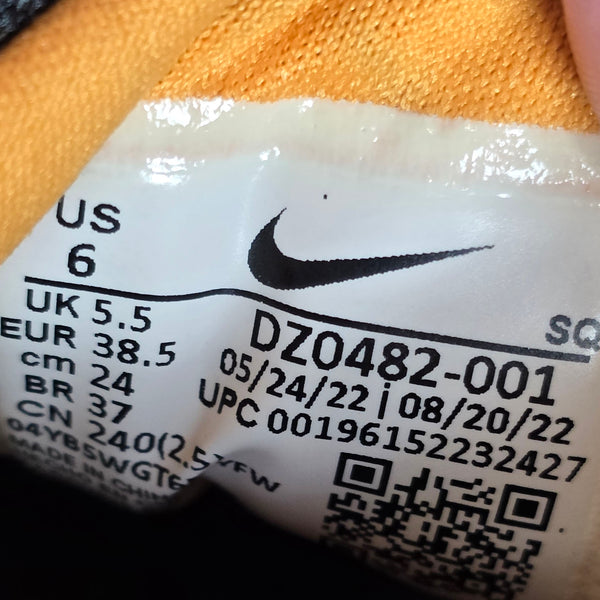 US
6
UK 5.5
EUR 38.5
cm 24
BR 37
CN 240(2.5)
SQ
DZ0482-001
05/24/22 | 08/20/22
UPC 00196152232427
MADE IN CHINA